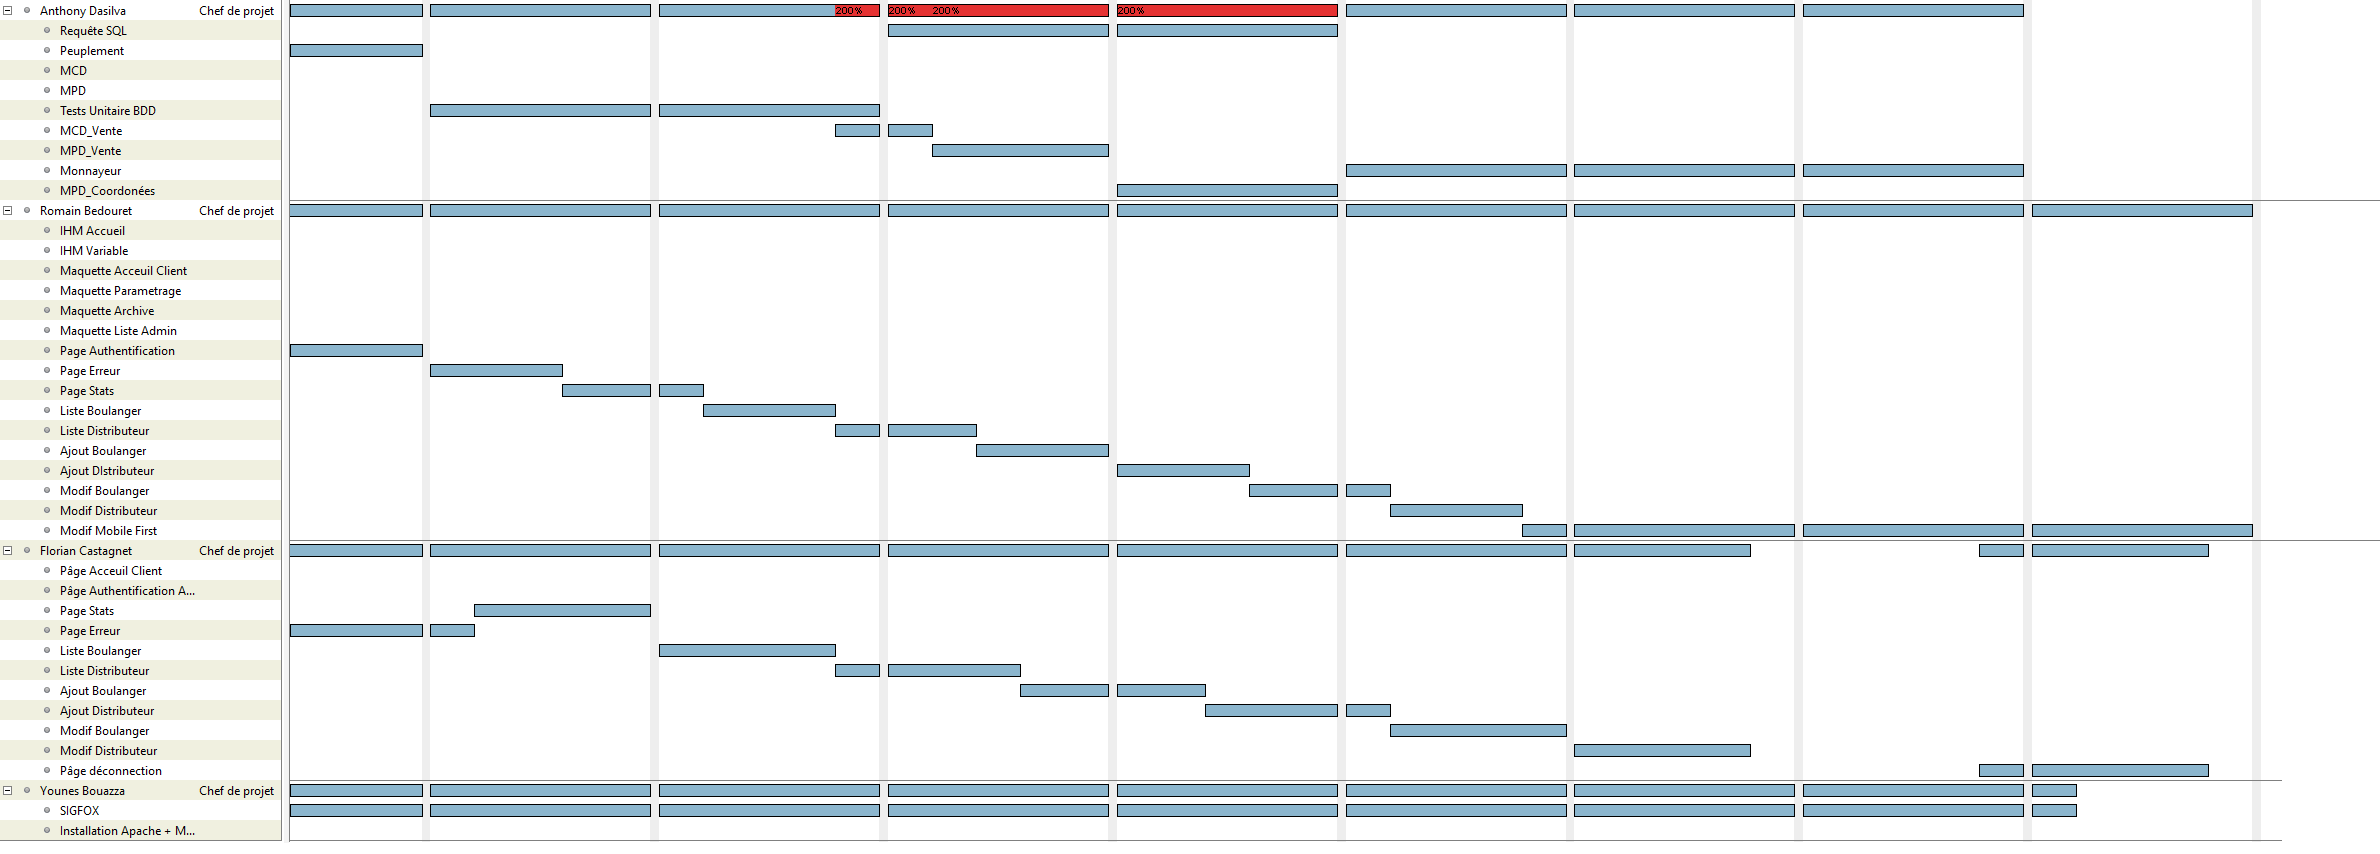 Anthony Dasilva Chef de projet 200% 200% 200% 200%
Requête SQL
Peuplement
MCD
MPD
Tests Unitaire BDD
MCD_Vente
MPD_Vente
Monnayeur
MPD_Coordonées
Romain Bedouret Chef de projet
IHM Accueil
IHM Variable
Maquette Acceuil Client
Maquette Parametrage
Maquette Archive
Maquette Liste Admin
Page Authentification
Page Erreur
Page Stats
Liste Boulanger
Liste Distributeur
Ajout Boulanger
Ajout DIstributeur
Modif Boulanger
Modif Distributeur
Modif Mobile First
Florian Castagnet Chef de projet
Pâge Acceuil Client
Pâge Authentification A...
Page Stats
Page Erreur
Liste Boulanger
Liste Distributeur
Ajout Boulanger
Ajout Distributeur
Modif Boulanger
Modif Distributeur
Pâge déconnection
Younes Bouazza Chef de projet
SIGFOX
Installation Apache + M...